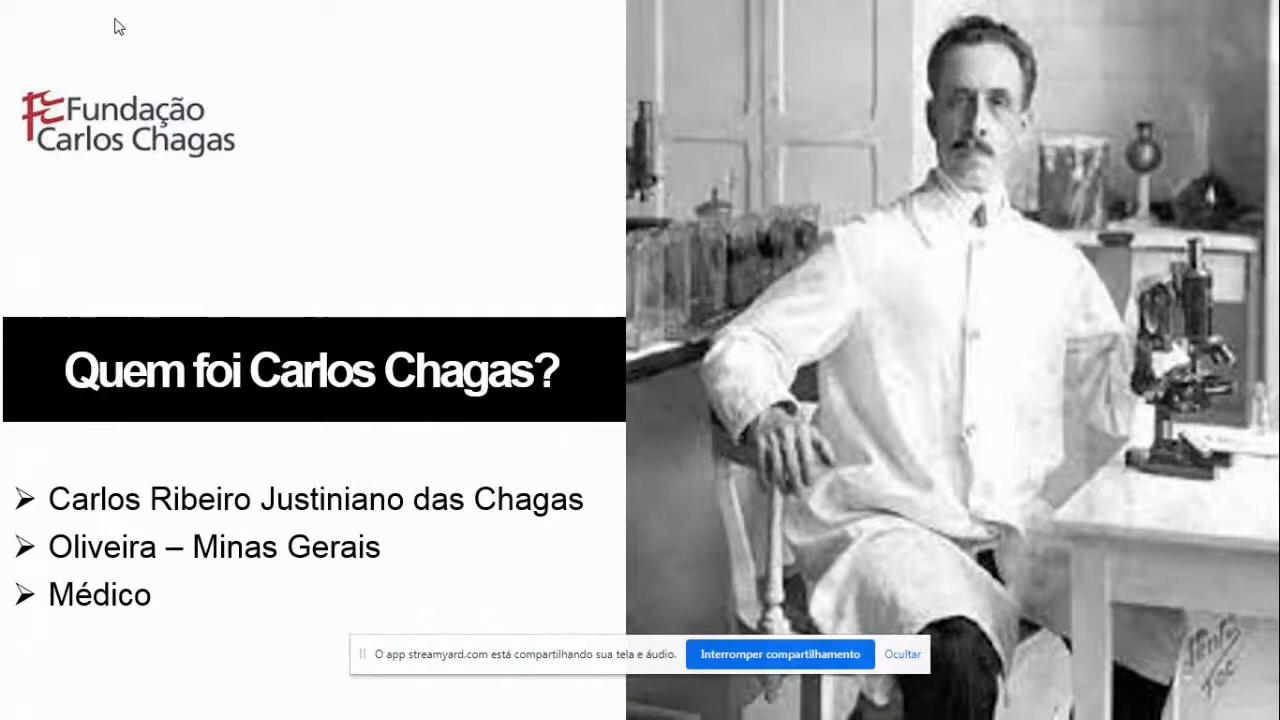 Fundação
Carlos Chagas
Quem foi Carlos Chagas?
➢ Carlos Ribeiro Justiniano das Chagas
➢ Oliveira – Minas Gerais
➢ Médico
O app streamyard.com está compartilhando sua tela e áudio. Interromper compartilhamento Ocultar